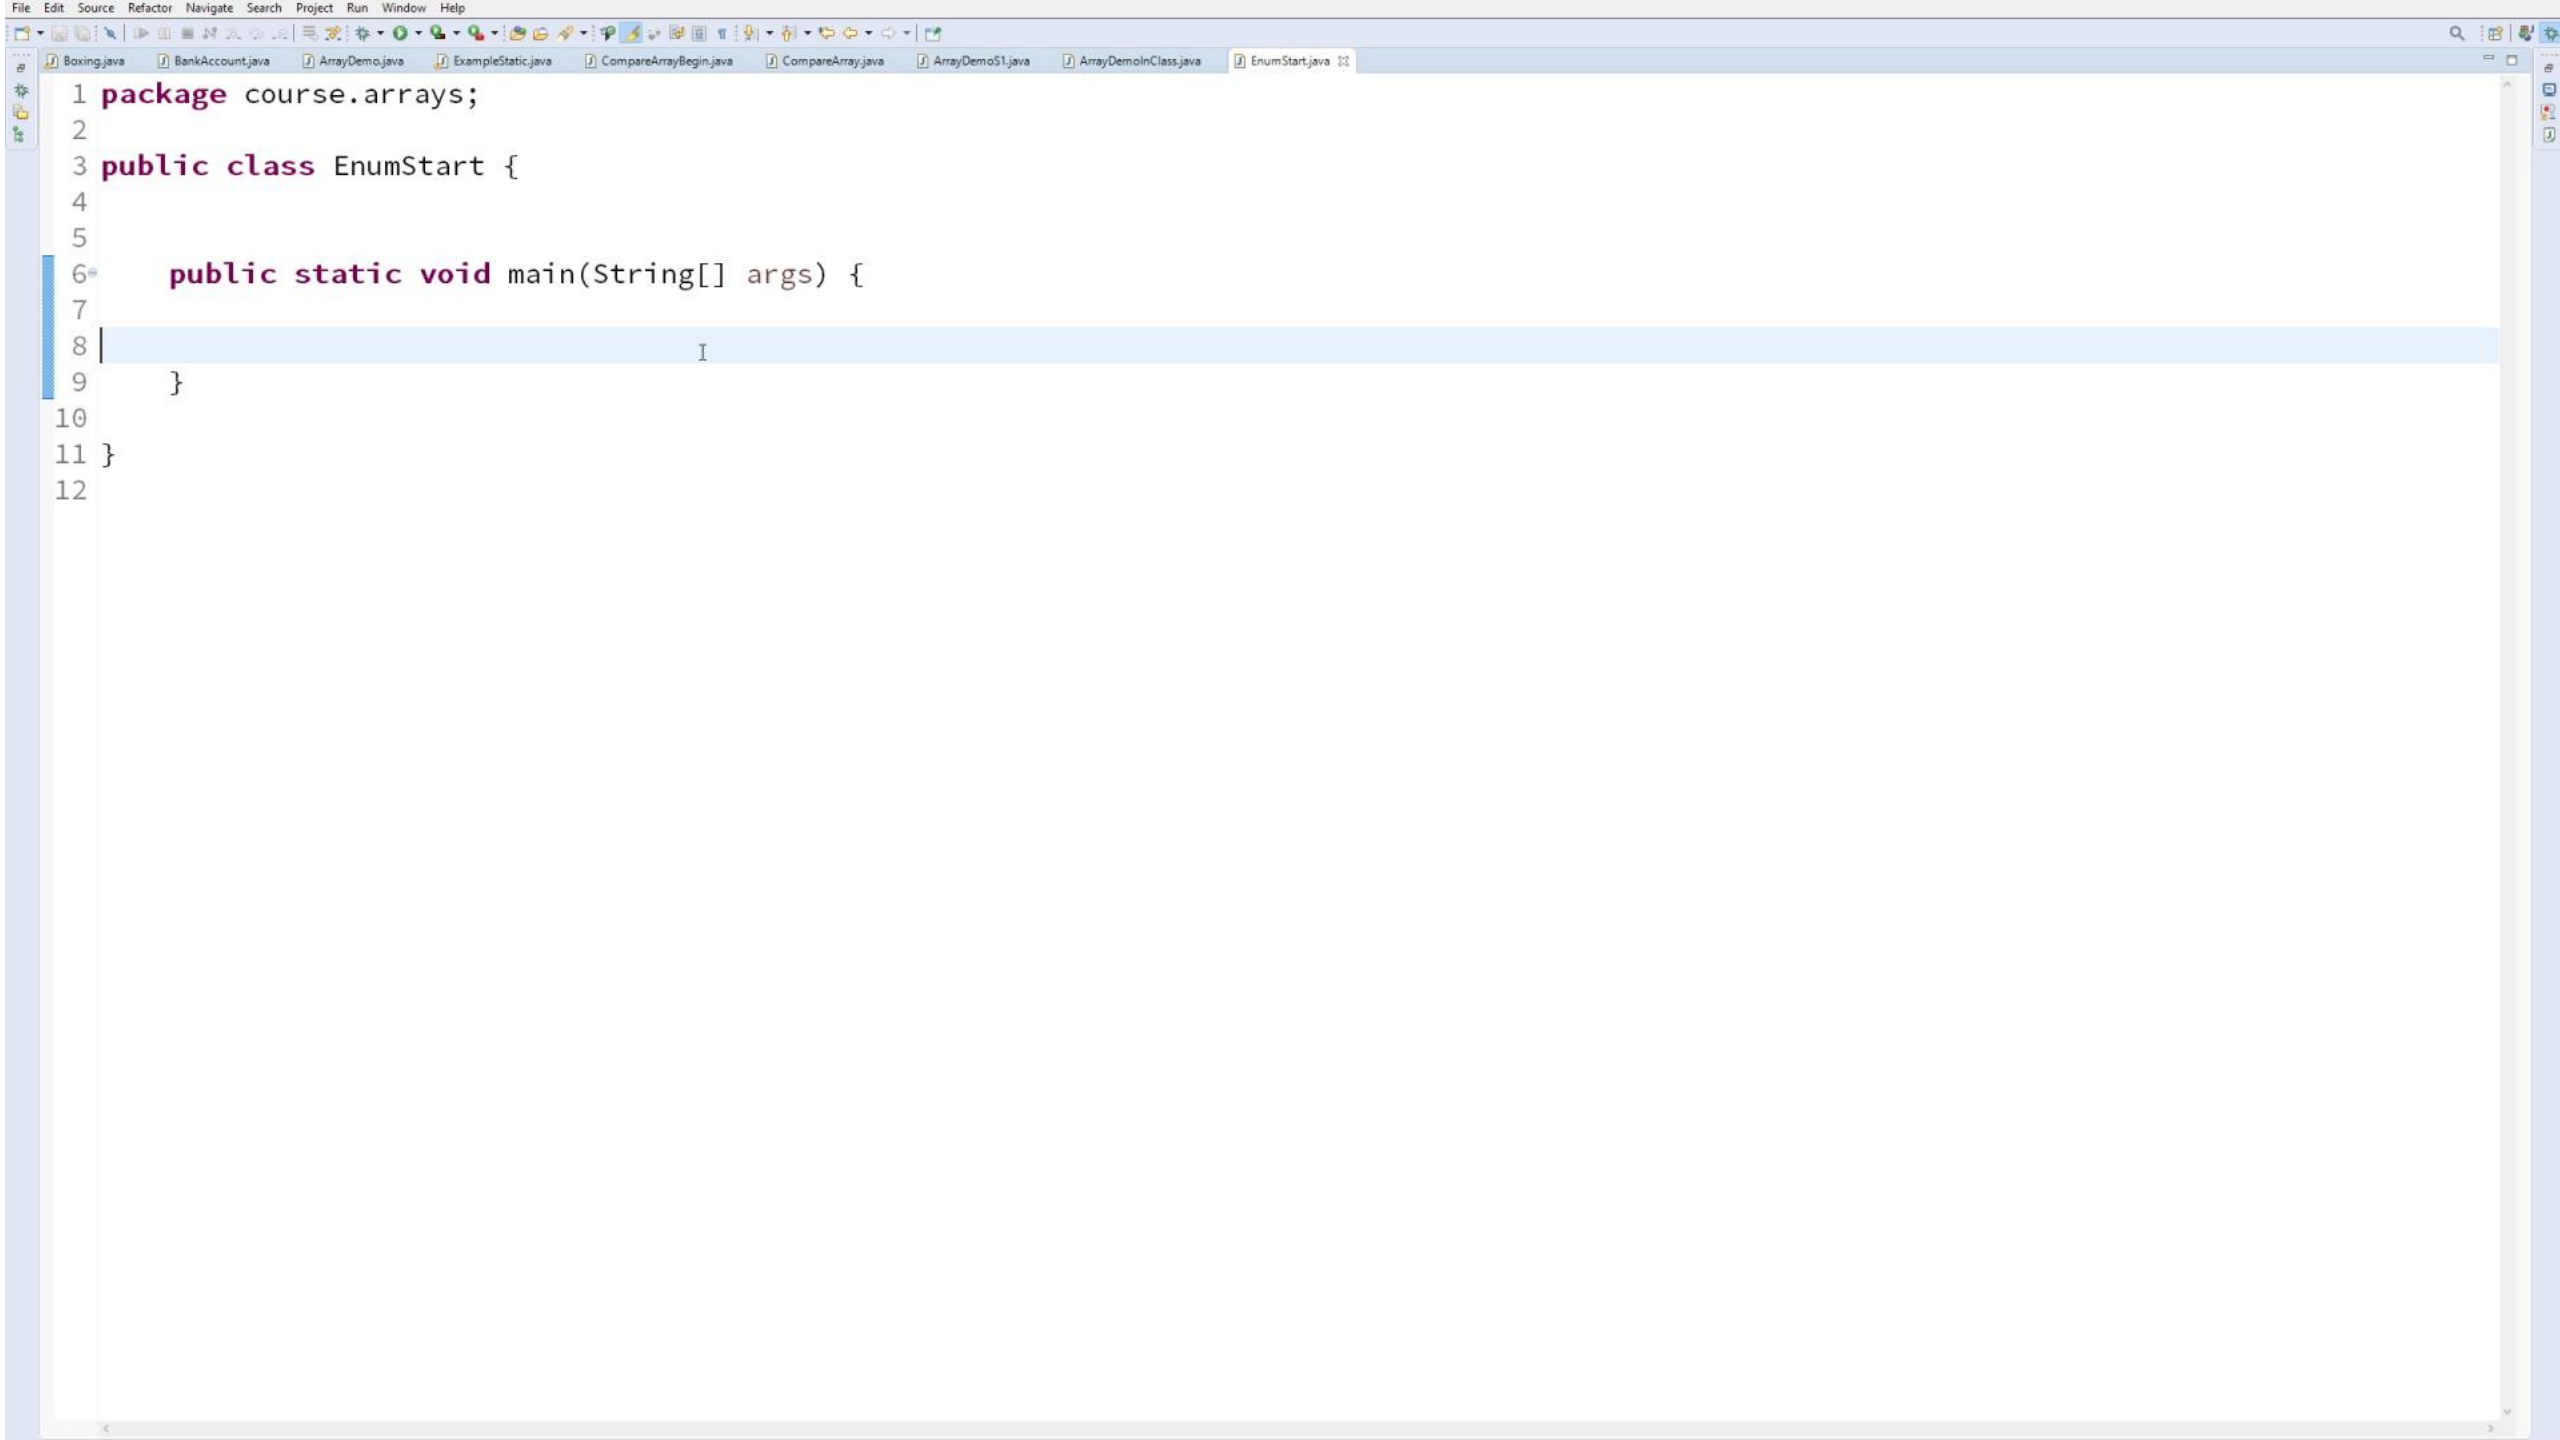 File Edit Source Refactor Navigate Search Project Run Window Help
Boxing.java BankAccount.java ArrayDemo.java ExampleStatic.java CompareArrayBegin.java CompareArray.java ArrayDemoS1.java ArrayDemoInClass.java EnumStart.java
1 package course.arrays;
2
3 public class EnumStart {
4
5
6 public static void main(String[] args) {
7
8
9 }
10
11 }
12